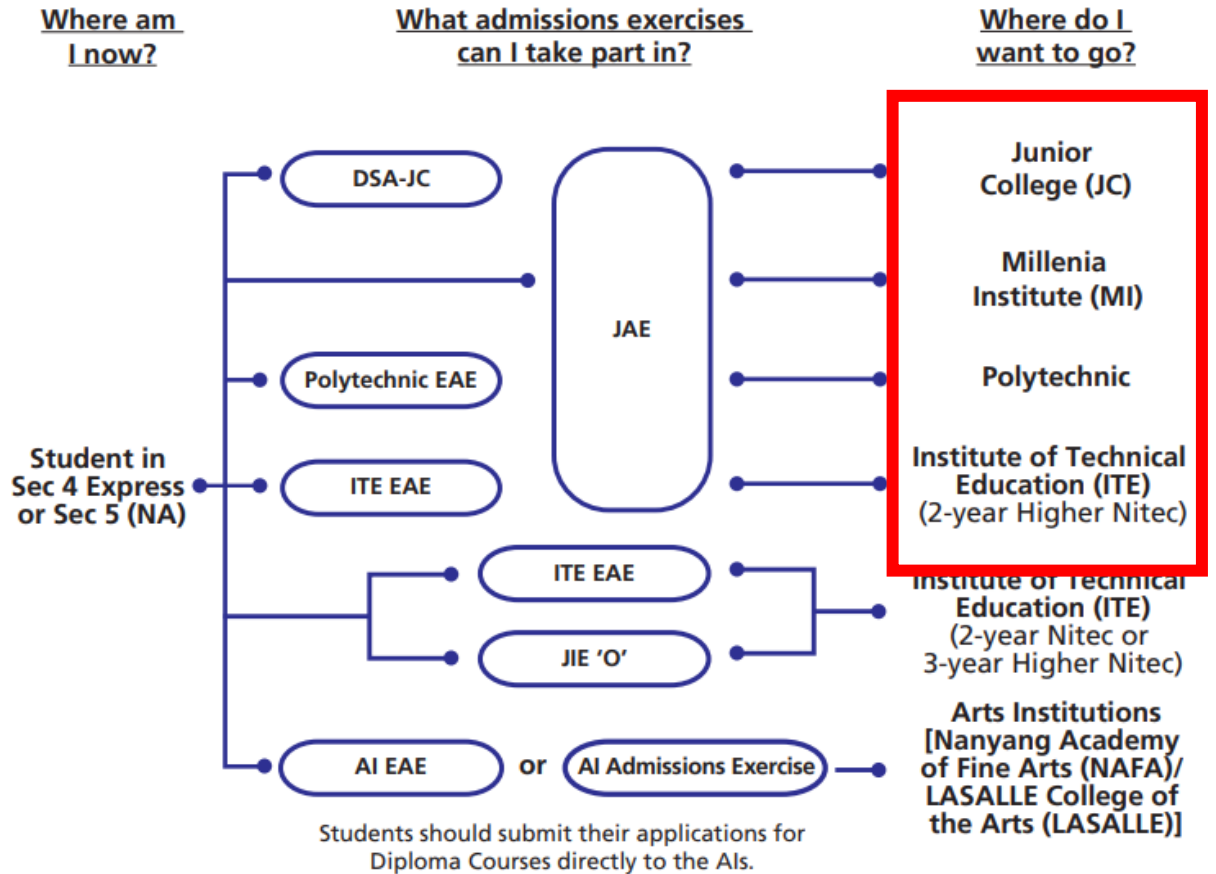 Where am
I now?
What admissions exercises
can I take part in?
Where do I
want to go?
DSA-JC
Junior
College (JC)
JAE
Millenia
Institute (MI)
Polytechnic EAE
Polytechnic
Student in
Sec 4 Express
or Sec 5 (NA)
ITE EAE
Institute of Technical
Education (ITE)
(2-year Higher Nitec)
ITE EAE
JIE 'O'
Institute of Technical
Education (ITE)
(2-year Nitec or
3-year Higher Nitec)
AI EAE
or
AI Admissions Exercise
Arts Institutions
[Nanyang Academy
of Fine Arts (NAFA)/
LASALLE College of
the Arts (LASALLE)]
Students should submit their applications for
Diploma Courses directly to the AIs.